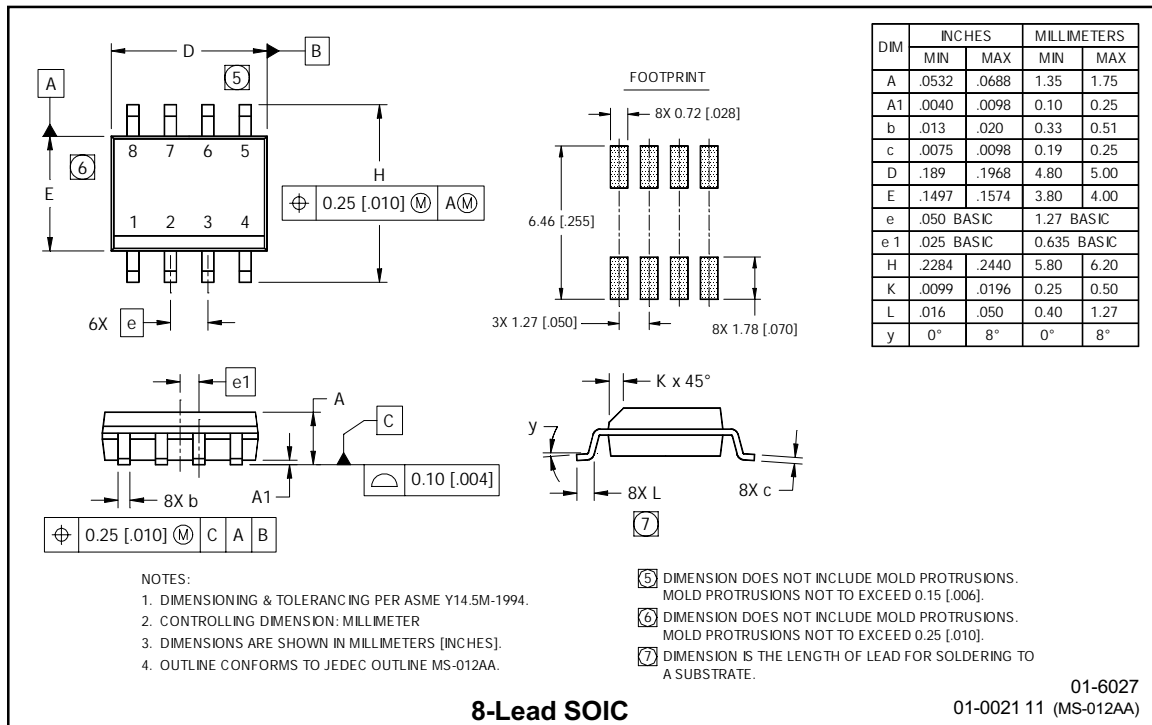 D
B
A
5
8 7 6 5
6
E
H
⌖ 0.25 [.010] Ⓜ AⓂ
1 2 3 4
6X e
FOOTPRINT
8X 0.72 [.028]
6.46 [.255]
3X 1.27 [.050]
8X 1.78 [.070]
DIM INCHES MILLIMETERS
MIN MAX MIN MAX
A .0532 .0688 1.35 1.75
A1 .0040 .0098 0.10 0.25
b .013 .020 0.33 0.51
c .0075 .0098 0.19 0.25
D .189 .1968 4.80 5.00
E .1497 .1574 3.80 4.00
e .050 BASIC 1.27 BASIC
e 1 .025 BASIC 0.635 BASIC
H .2284 .2440 5.80 6.20
K .0099 .0196 0.25 0.50
L .016 .050 0.40 1.27
y 0° 8° 0° 8°
e1
A
C
⌓ 0.10 [.004]
A1
8X b
⌖ 0.25 [.010] Ⓜ C A B
K x 45°
y
8X L
7
8X c
NOTES:
1. DIMENSIONING & TOLERANCING PER ASME Y14.5M-1994.
2. CONTROLLING DIMENSION: MILLIMETER
3. DIMENSIONS ARE SHOWN IN MILLIMETERS [INCHES].
4. OUTLINE CONFORMS TO JEDEC OUTLINE MS-012AA.
5 DIMENSION DOES NOT INCLUDE MOLD PROTRUSIONS.
MOLD PROTRUSIONS NOT TO EXCEED 0.15 [.006].
6 DIMENSION DOES NOT INCLUDE MOLD PROTRUSIONS.
MOLD PROTRUSIONS NOT TO EXCEED 0.25 [.010].
7 DIMENSION IS THE LENGTH OF LEAD FOR SOLDERING TO
A SUBSTRATE.
8-Lead SOIC
01-6027
01-0021 11 (MS-012AA)